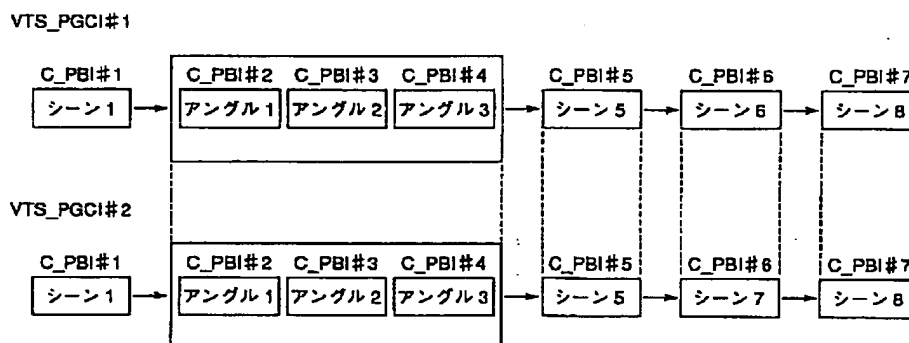 VTS_PGCI#1
C_PBI#1 C_PBI#2 C_PBI#3 C_PBI#4 C_PBI#5 C_PBI#6 C_PBI#7
シーン1 アングル1 アングル2 アングル3 シーン5 シーン6 シーン8
VTS_PGCI#2
C_PBI#1 C_PBI#2 C_PBI#3 C_PBI#4 C_PBI#5 C_PBI#6 C_PBI#7
シーン1 アングル1 アングル2 アングル3 シーン5 シーン7 シーン8